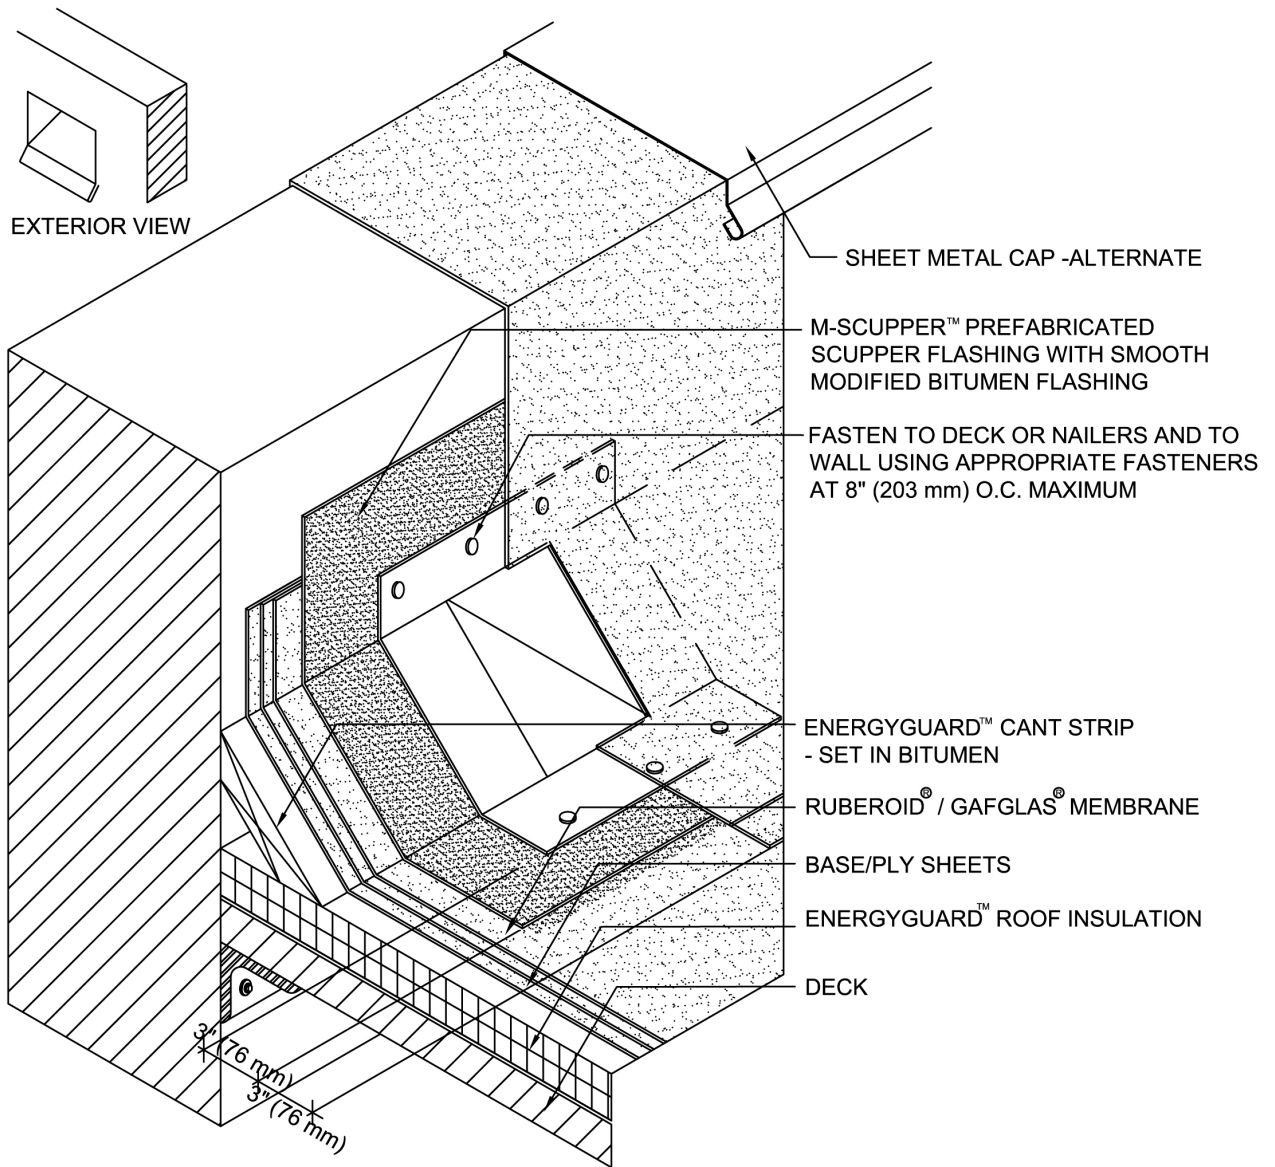 EXTERIOR VIEW
SHEET METAL CAP -ALTERNATE
M-SCUPPER™ PREFABRICATED
SCUPPER FLASHING WITH SMOOTH
MODIFIED BITUMEN FLASHING
FASTEN TO DECK OR NAILERS AND TO
WALL USING APPROPRIATE FASTENERS
AT 8" (203 mm) O.C. MAXIMUM
ENERGYGUARD™ CANT STRIP
- SET IN BITUMEN
RUBEROID® / GAFGLAS® MEMBRANE
BASE/PLY SHEETS
ENERGYGUARD™ ROOF INSULATION
DECK
3" (76 mm)
3" (76 mm)